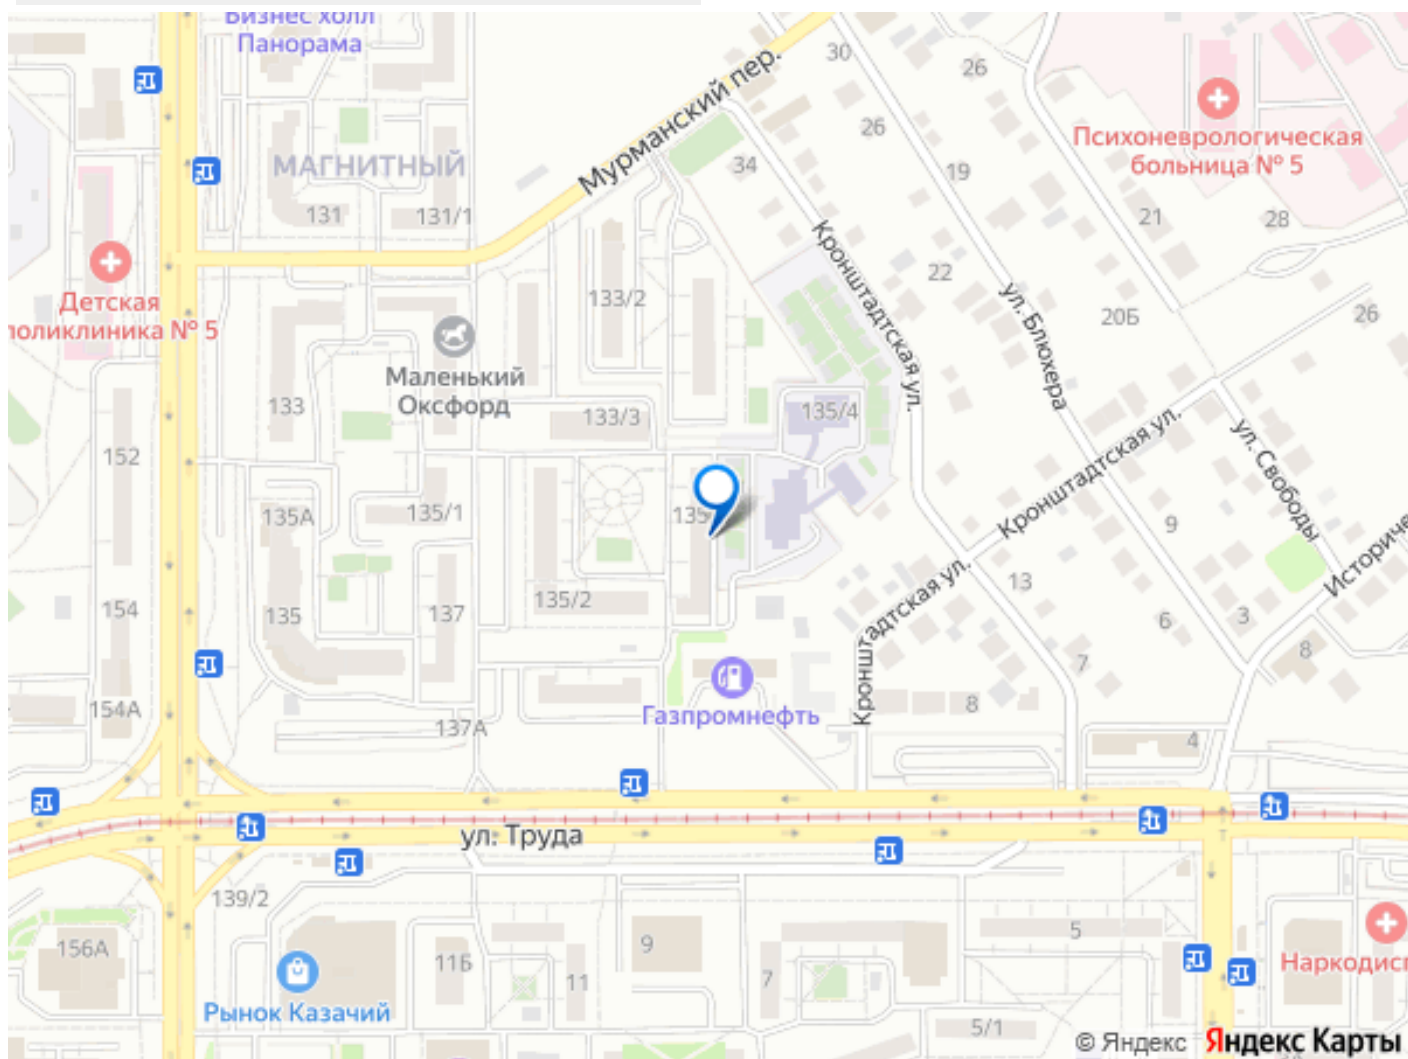 Бизнес холл
Панорама
30
26
Мурманский пер.
26
Психоневрологическая
больница № 5
МАГНИТНЫЙ
34
19
131
131/1
21
28
Кронштадтская ул.
22
Детская
поликлиника № 5
133/2
ул. Блюхера
20Б
26
Маленький
Оксфорд
133
133/3
135/4
Кронштадтская ул.
ул. Свободы
152
135А
135/1
135
9
Историче
Кронштадтская ул.
13
154
135
137
135/2
6
3
8
7
Газпромнефть
8
154А
137А
4
ул. Труда
139/2
156А
11Б
11
9
7
5
Рынок Казачий
Наркодисп
5/1
© Яндекс Яндекс Карты